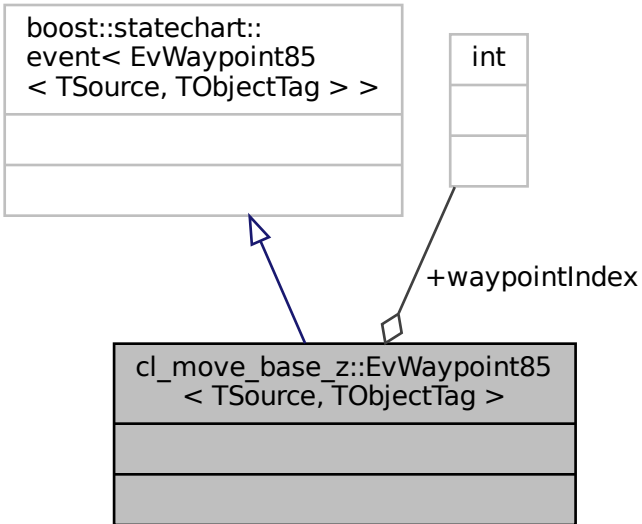 boost::statechart::
event< EvWaypoint85
< TSource, TObjectTag > >
int
+waypointIndex
cl_move_base_z::EvWaypoint85
< TSource, TObjectTag >